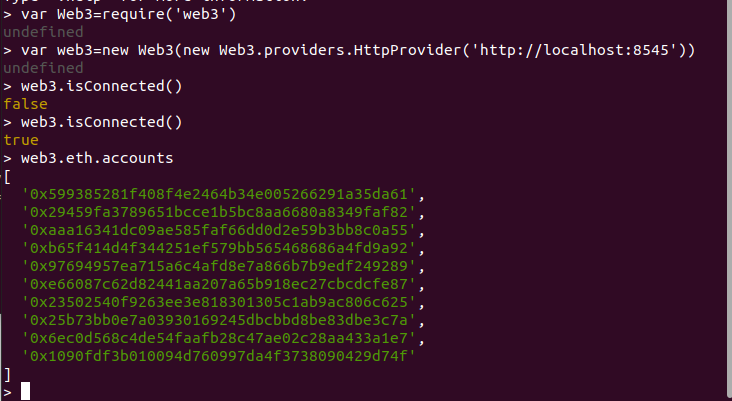 > var Web3=require('web3')
undefined
> var web3=new Web3(new Web3.providers.HttpProvider('http://localhost:8545'))
undefined
> web3.isConnected()
false
> web3.isConnected()
true
> web3.eth.accounts
[
  '0x599385281f408f4e2464b34e005266291a35da61',
  '0x29459fa3789651bcce1b5bc8aa6680a8349faf82',
  '0xaaa16341dc09ae585faf66dd0d2e59b3bb8c0a55',
  '0xb65f414d4f344251ef579bb565468686a4fd9a92',
  '0x97694957ea715a6c4afd8e7a866b7b9edf249289',
  '0xe66087c62d82441aa207a65b918ec27cbcdcfe87',
  '0x23502540f9263ee3e818301305c1ab9ac806c625',
  '0x25b73bb0e7a03930169245dbcbbd8be83dbe3c7a',
  '0x6ec0d568c4de54faafb28c47ae02c28aa433a1e7',
  '0x1090fdf3b010094d760997da4f3738090429d74f'
]
>